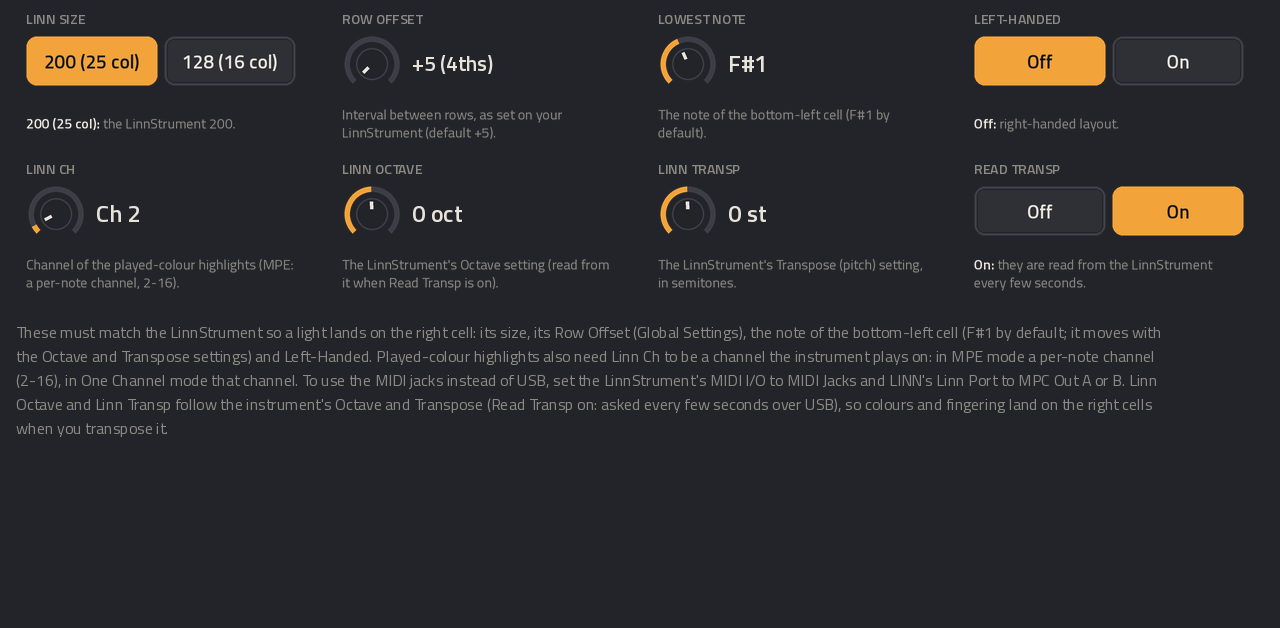 LINN SIZE
200 (25 col) 128 (16 col)
200 (25 col): the LinnStrument 200.
ROW OFFSET
+5 (4ths)
Interval between rows, as set on your
LinnStrument (default +5).
LOWEST NOTE
F#1
The note of the bottom-left cell (F#1 by
default).
LEFT-HANDED
Off On
Off: right-handed layout.
LINN CH
Ch 2
Channel of the played-colour highlights (MPE:
a per-note channel, 2-16).
LINN OCTAVE
0 oct
The LinnStrument's Octave setting (read from
it when Read Transp is on).
LINN TRANSP
0 st
The LinnStrument's Transpose (pitch) setting,
in semitones.
READ TRANSP
Off On
On: they are read from the LinnStrument
every few seconds.
These must match the LinnStrument so a light lands on the right cell: its size, its Row Offset (Global Settings), the note of the bottom-left cell (F#1 by default; it moves with
the Octave and Transpose settings) and Left-Handed. Played-colour highlights also need Linn Ch to be a channel the instrument plays on: in MPE mode a per-note channel
(2-16), in One Channel mode that channel. To use the MIDI jacks instead of USB, set the LinnStrument's MIDI I/O to MIDI Jacks and LINN's Linn Port to MPC Out A or B. Linn
Octave and Linn Transp follow the instrument's Octave and Transpose (Read Transp on: asked every few seconds over USB), so colours and fingering land on the right cells
when you transpose it.